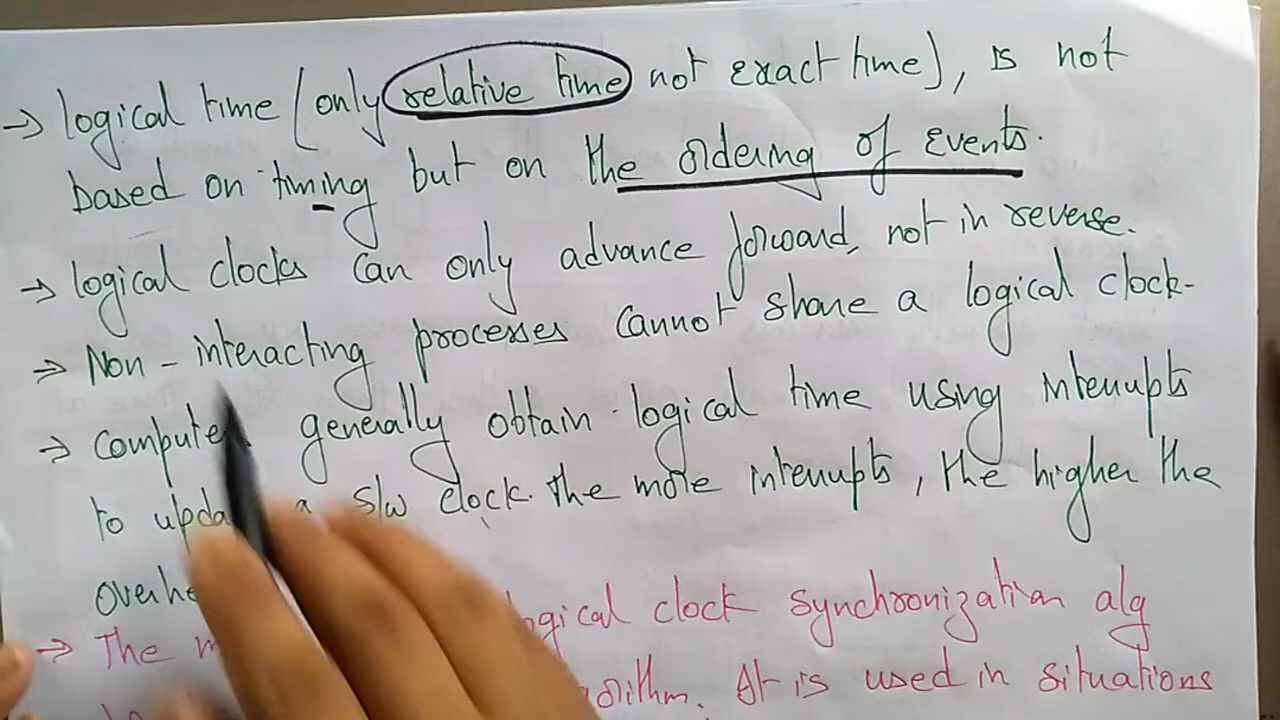 → logical time (only relative time not exact time), is not
based on timing but on the ordering of events.
→ logical clocks can only advance forward, not in reverse.
→ Non-interacting processes cannot share a logical clock.
→ generally obtain logical time using interrupts
to a s/w clock. The more interrupts, the higher the
→ The clock synchronization alg
It is used in situations